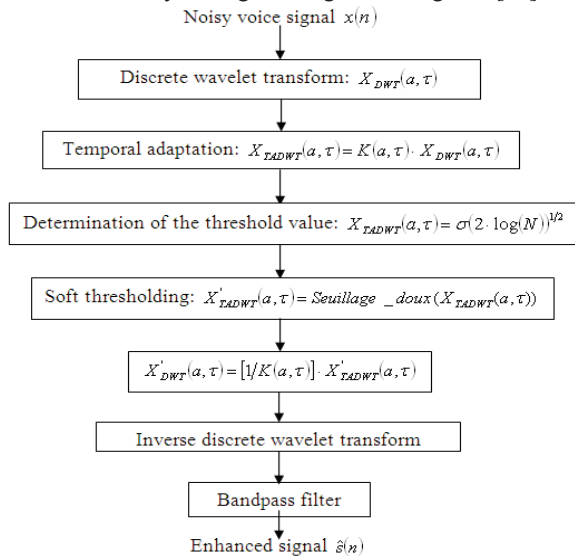 Noisy voice signal x(n)
Discrete wavelet transform: X_DWT(a,τ)
Temporal adaptation: X_TADWT(a,τ)= K(a,τ)· X_DWT(a,τ)
Determination of the threshold value: X_TADWT(a,τ)= σ(2·log(N))^1/2
Soft thresholding: X'_TADWT(a,τ)= Seuillage _doux(X_TADWT(a,τ))
X'_DWT(a,τ)=[1/K(a,τ)]· X'_TADWT(a,τ)
Inverse discrete wavelet transform
Bandpass filter
Enhanced signal ŝ(n)